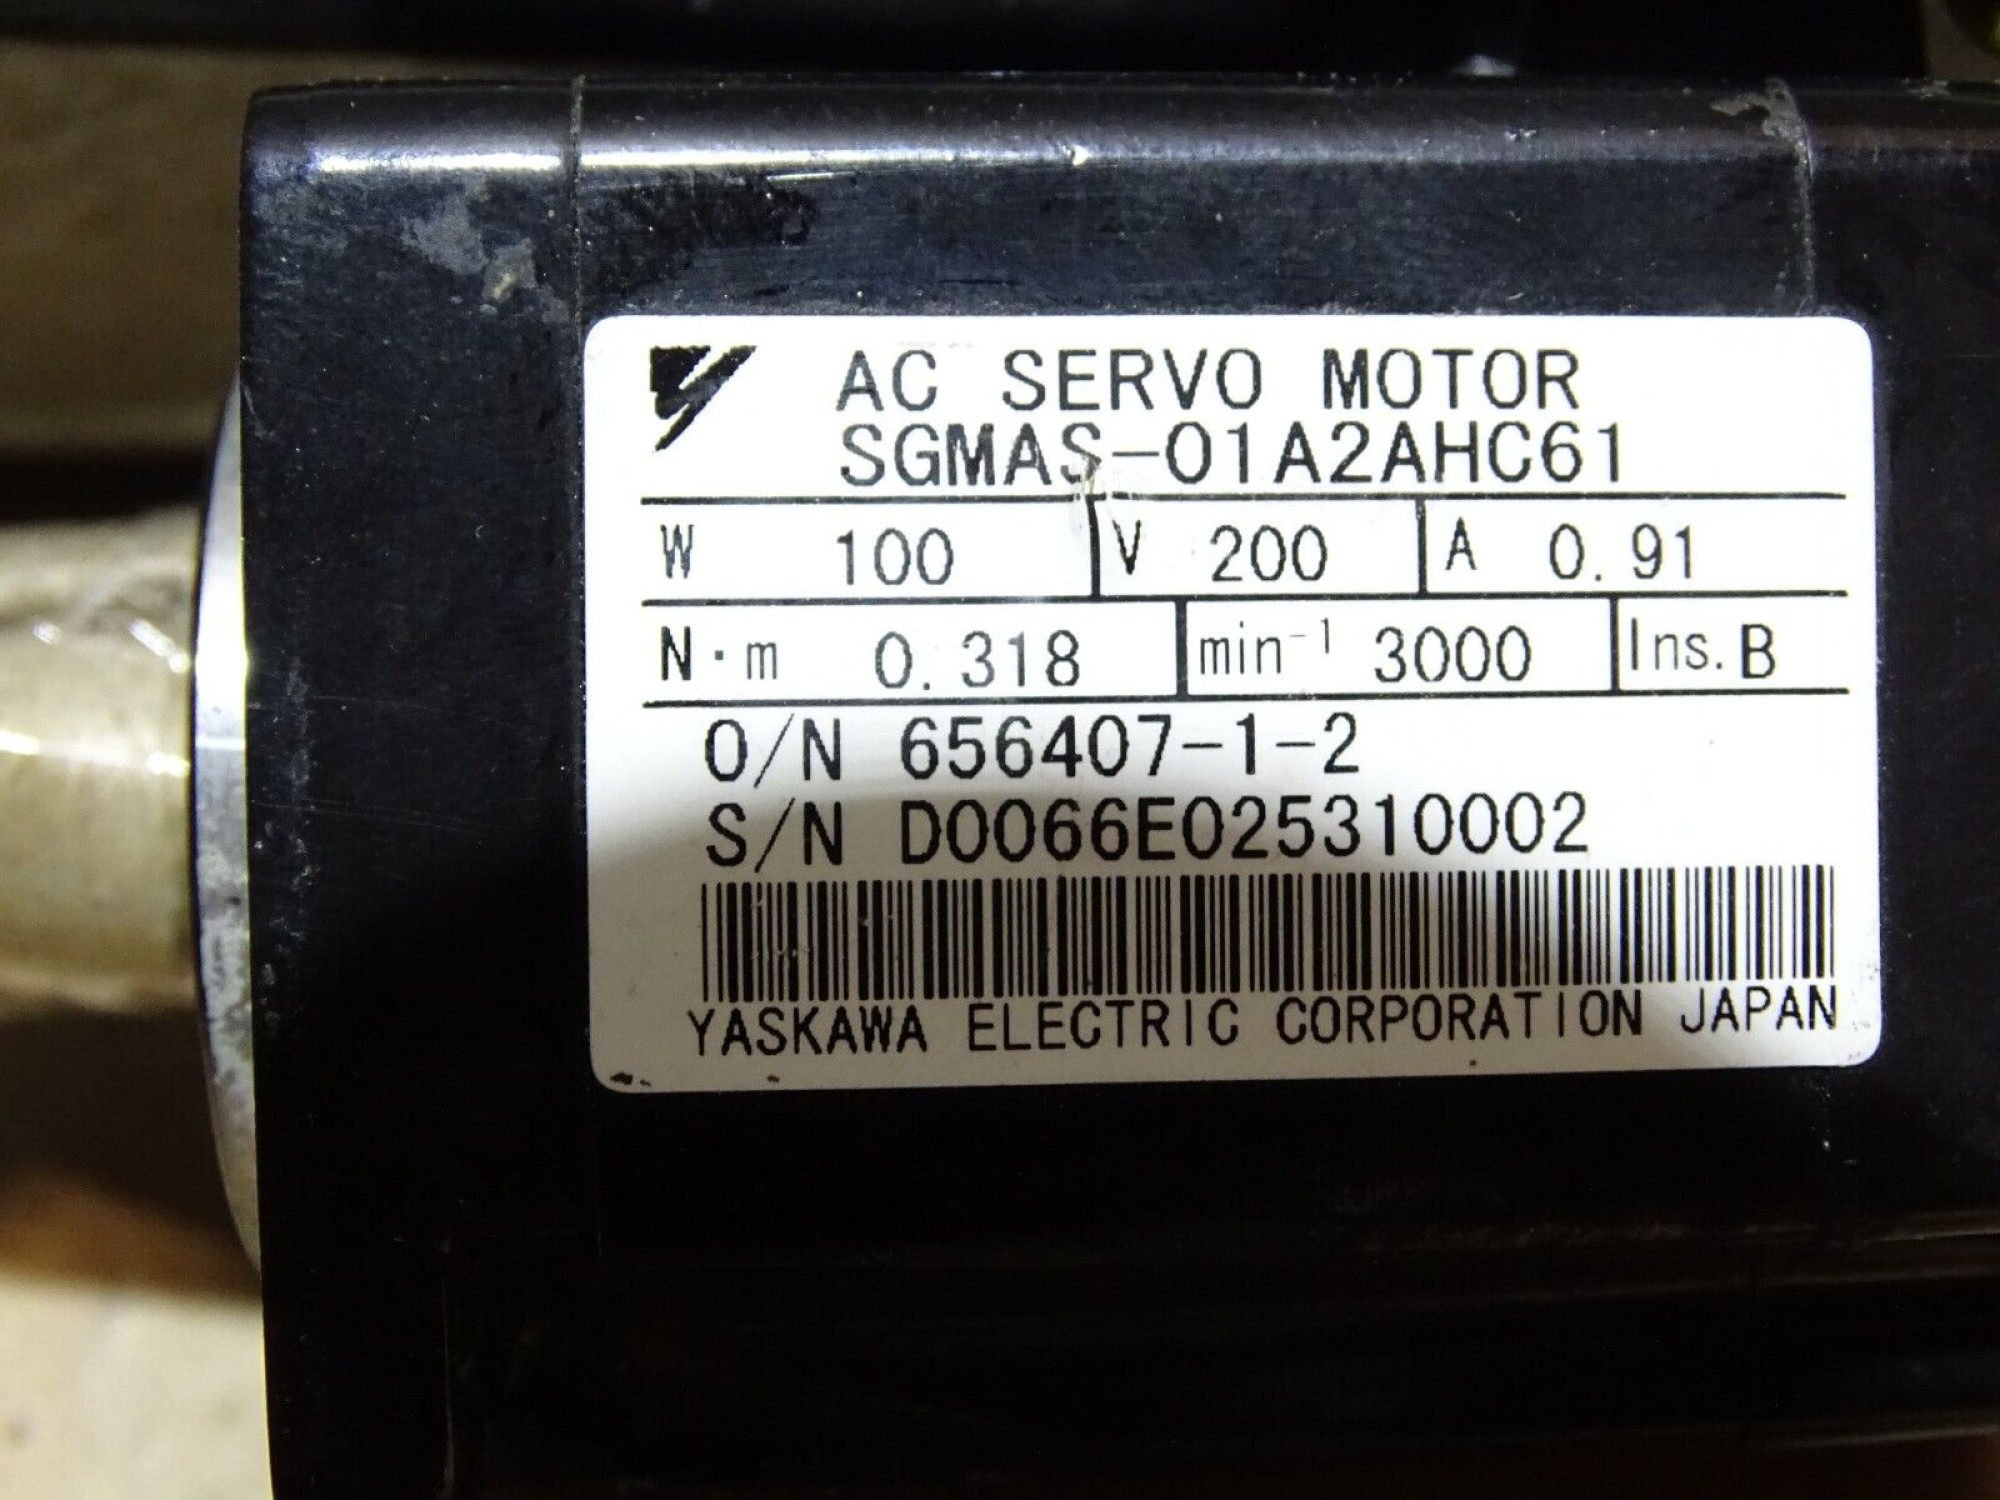 AC SERVO MOTOR
SGMAS-01A2AHC61
W 100 V 200 A 0.91
N·m 0.318 min⁻¹ 3000 Ins. B
O/N 656407-1-2
S/N D0066E025310002
YASKAWA ELECTRIC CORPORATION JAPAN